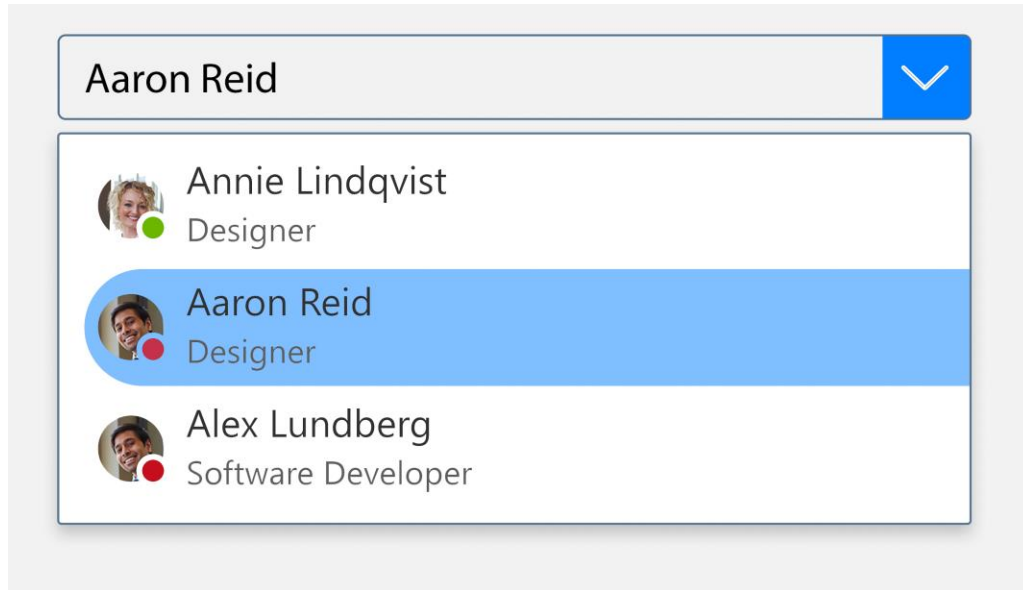 Aaron Reid
Annie Lindqvist
Designer
Aaron Reid
Designer
Alex Lundberg
Software Developer